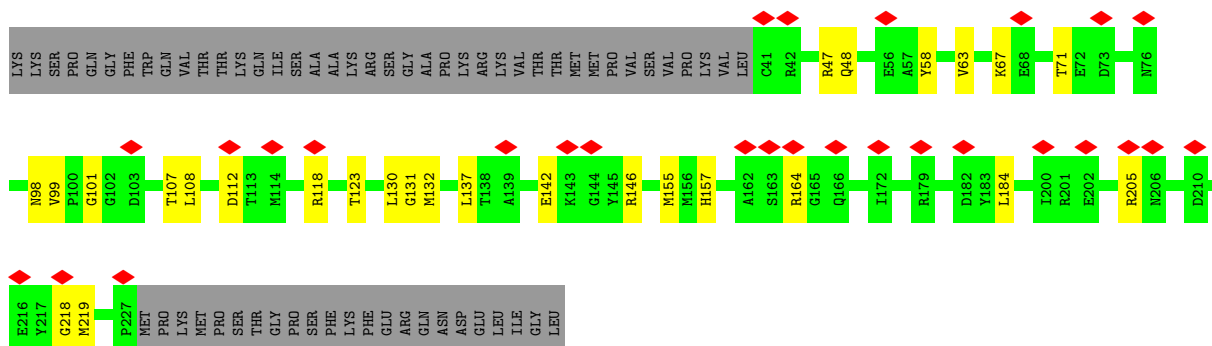 LYS LYS SER PRO GLN GLN GLY PHE TRP GLN VAL THR THR LYS GLN ILE SER ALA ALA LYS ARG SER GLY ALA PRO LYS ARG LYS VAL THR THR MET MET PRO VAL SER VAL PRO LYS VAL LEU C41 R42 R47 Q48 E56 A57 Y58 V63 K67 E68 T71 E72 D73 N76
N98 V99 P100 G101 G102 D103 T107 L108 D112 T113 M114 R118 T123 L130 G131 M132 L137 T138 A139 E142 K143 G144 Y145 R146 M155 M156 H157 A162 S163 R164 G165 Q166 I172 R179 D182 Y183 L184 I200 R201 E202 R205 N206 D210
E216 Y217 G218 M219 P227 MET PRO LYS MET PRO SER THR GLY PRO SER PHE LYS PHE GLU ARG GLN ASN ASP GLU LEU ILE GLY LEU